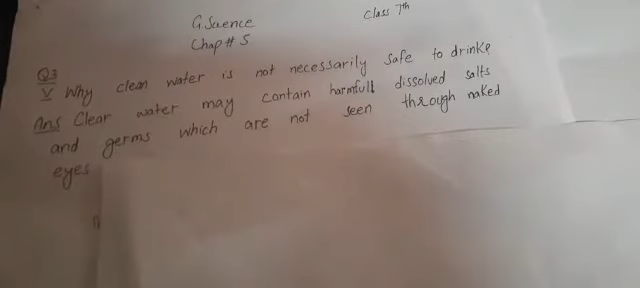 G.Science
Class 7th
Chap # 5
Q3
V Why clean water is not necessarily safe to drinke
Ans Clear water may contain harmfull dissolved salts
and germs which are not seen through naked
eyes